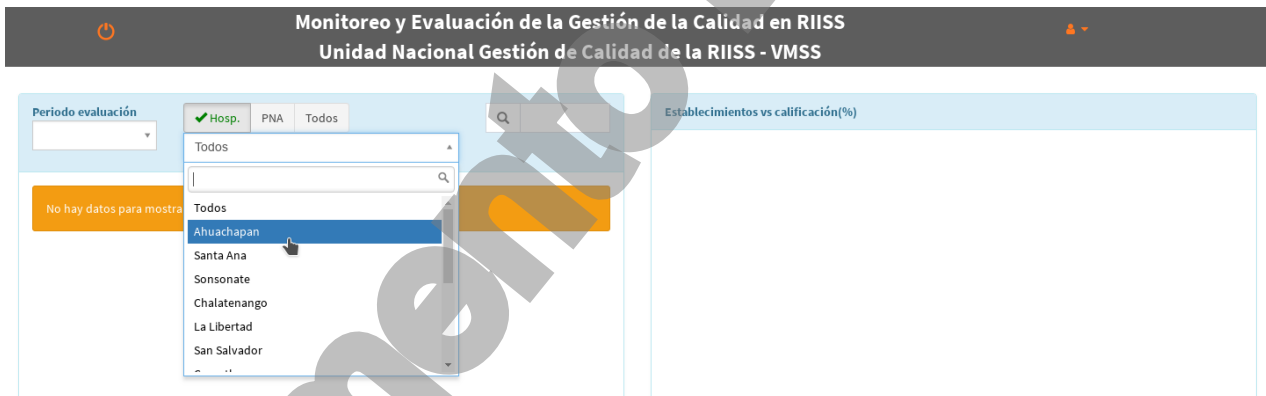 Monitoreo y Evaluación de la Gestión de la Calidad en RIISS
Unidad Nacional Gestión de Calidad de la RIISS - VMSS
Periodo evaluación
Hosp. PNA Todos
Todos
No hay datos para mostra
Todos
Ahuachapan
Santa Ana
Sonsonate
Chalatenango
La Libertad
San Salvador
Establecimientos vs calificación(%)